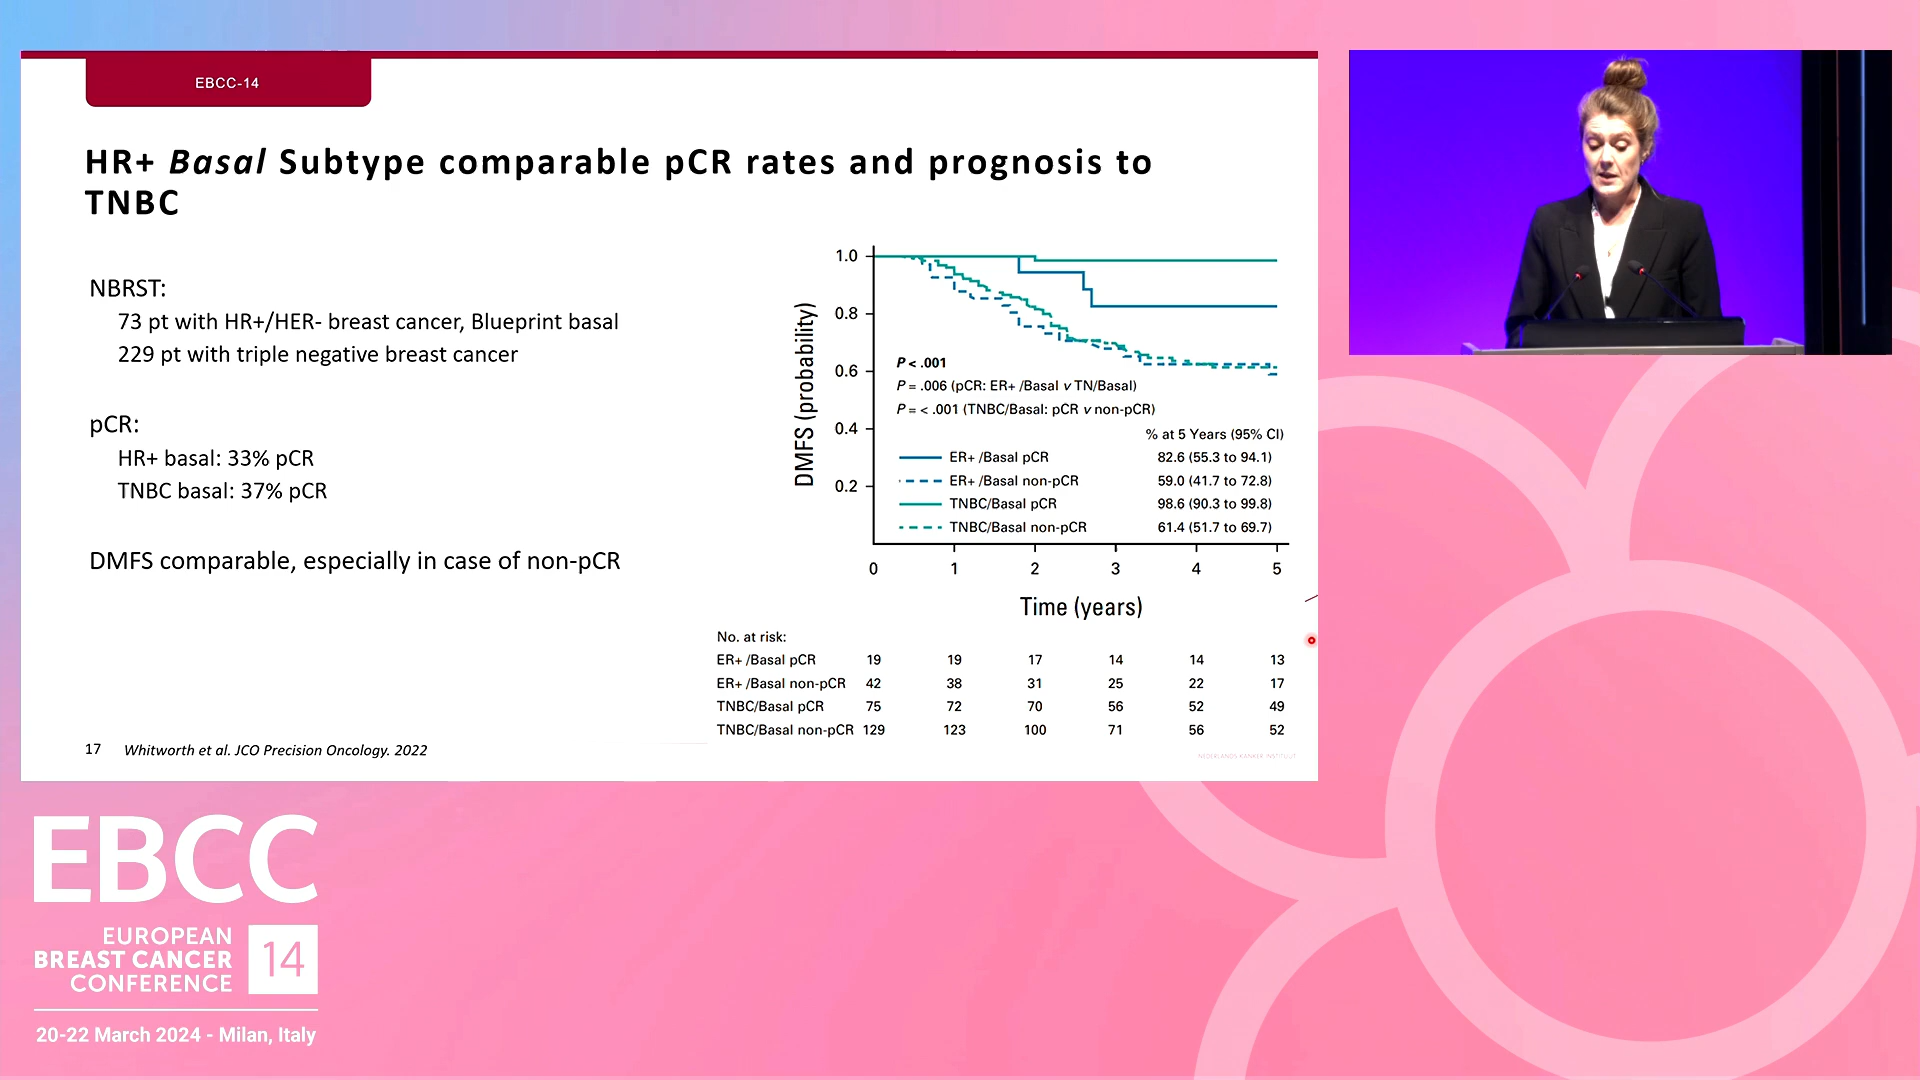 EBCC-14
HR+ Basal Subtype comparable pCR rates and prognosis to
TNBC
NBRST:
73 pt with HR+/HER- breast cancer, Blueprint basal
229 pt with triple negative breast cancer
pCR:
HR+ basal: 33% pCR
TNBC basal: 37% pCR
DMFS comparable, especially in case of non-pCR
DMFS (probability)
1.0
0.8
0.6
0.4
0.2
P < .001
P = .006 (pCR: ER+ /Basal v TN/Basal)
P = < .001 (TNBC/Basal: pCR v non-pCR)
% at 5 Years (95% CI)
ER+ /Basal pCR 82.6 (55.3 to 94.1)
ER+ /Basal non-pCR 59.0 (41.7 to 72.8)
TNBC/Basal pCR 98.6 (90.3 to 99.8)
TNBC/Basal non-pCR 61.4 (51.7 to 69.7)
0 1 2 3 4 5
Time (years)
No. at risk:
ER+ /Basal pCR 19 19 17 14 14 13
ER+ /Basal non-pCR 42 38 31 25 22 17
TNBC/Basal pCR 75 72 70 56 52 49
TNBC/Basal non-pCR 129 123 100 71 56 52
17 Whitworth et al. JCO Precision Oncology. 2022
NEDERLANDS KANKER INSTITUUT
EBCC
EUROPEAN
BREAST CANCER
CONFERENCE
14
20-22 March 2024 - Milan, Italy